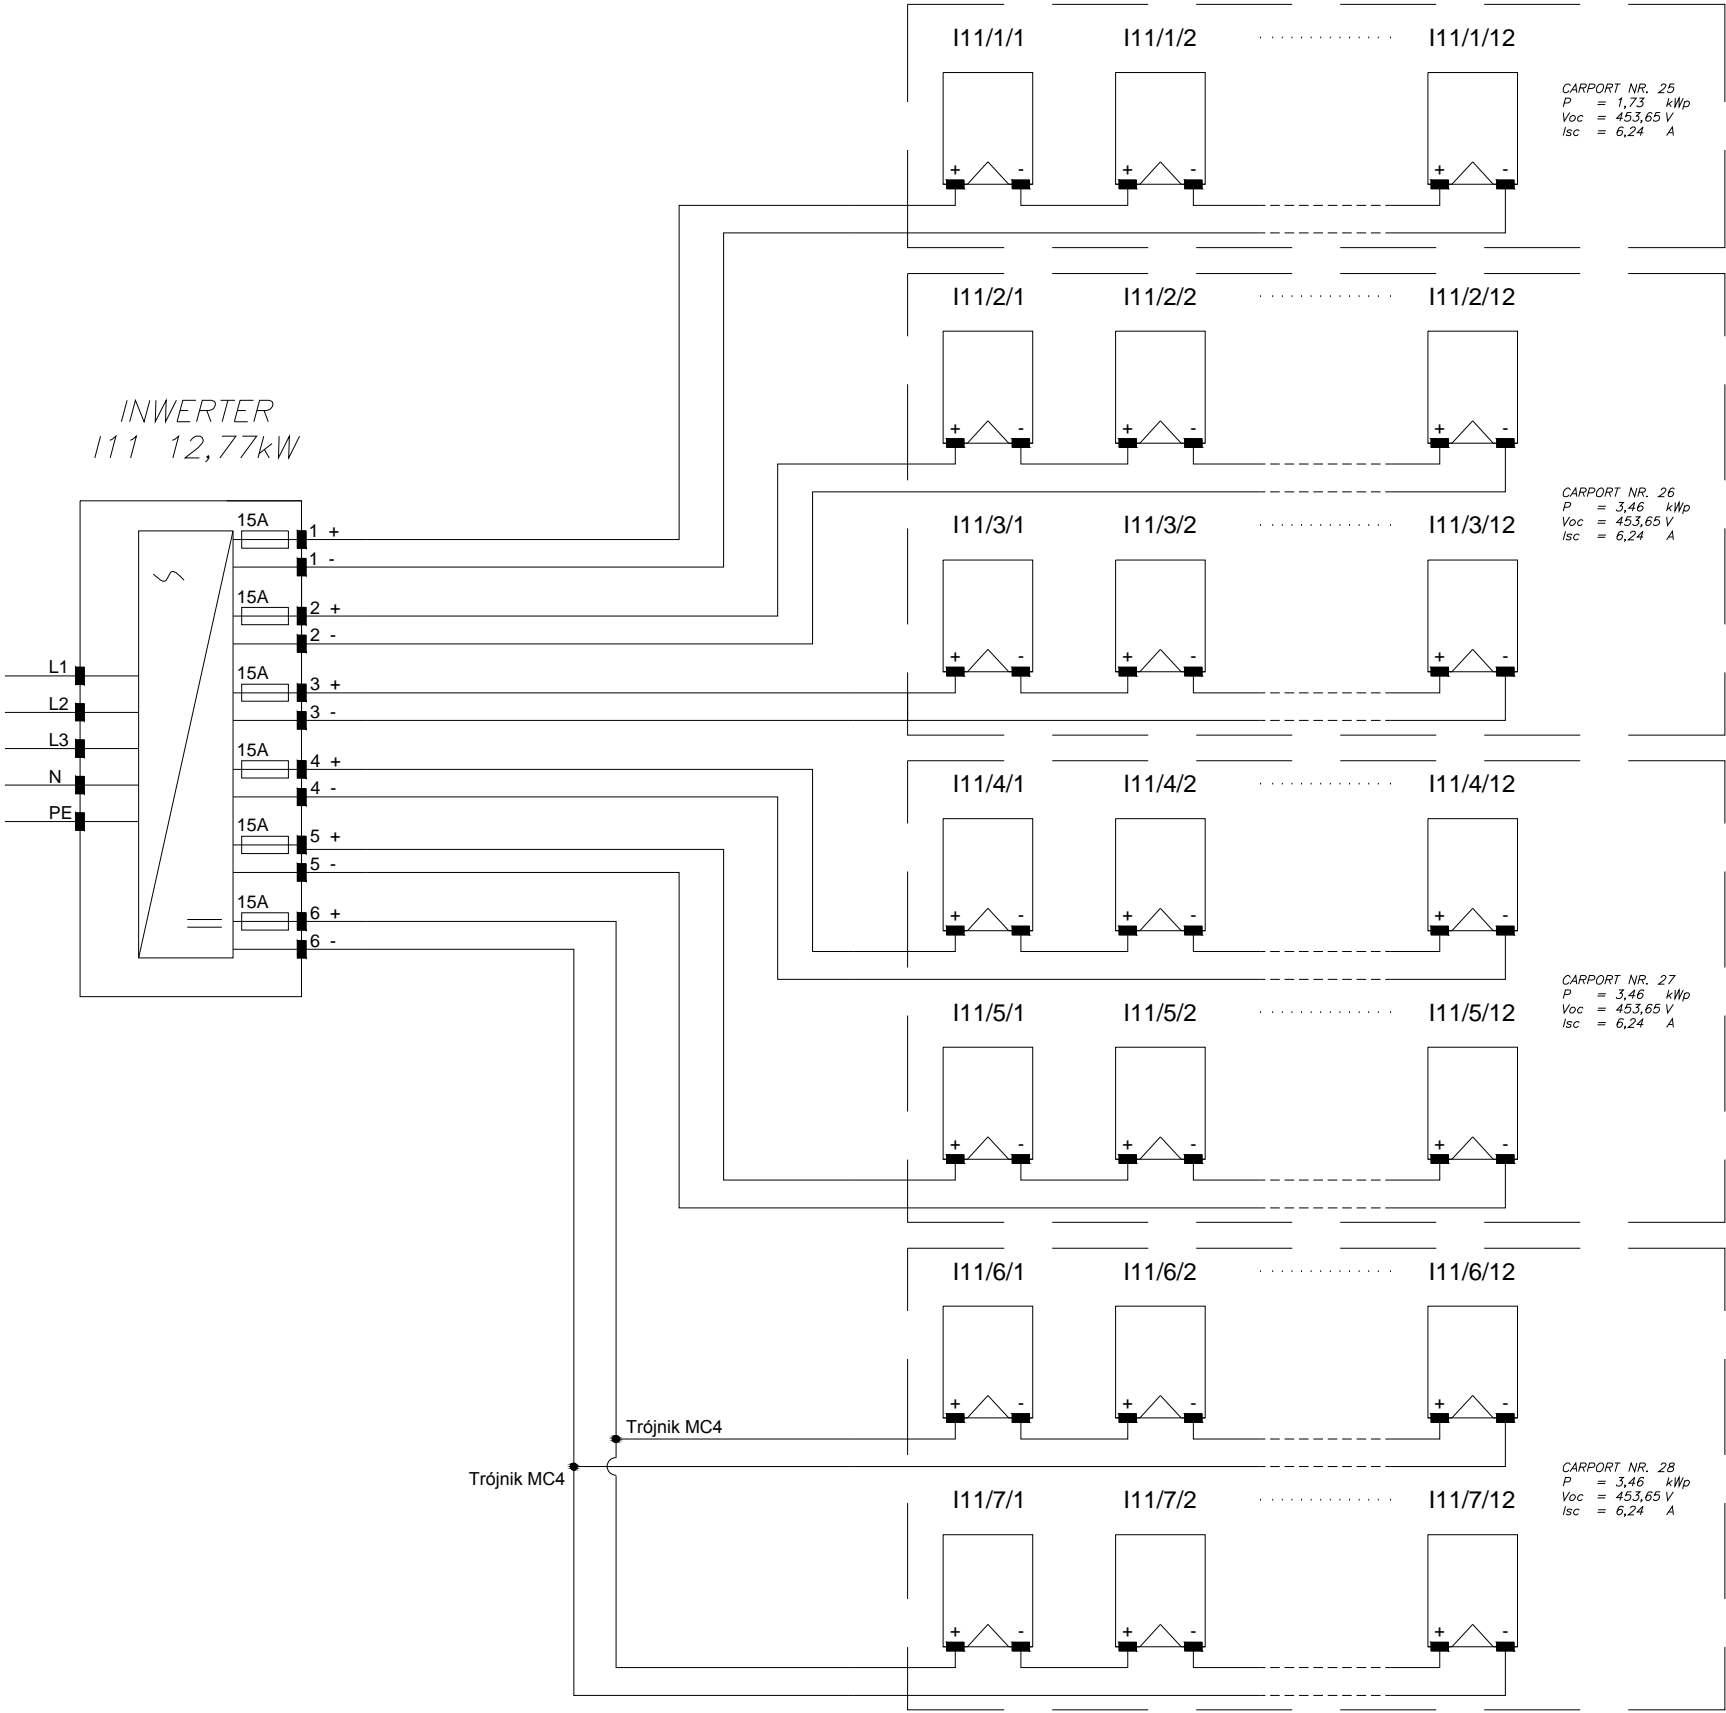 I11/1/1 I11/1/2 I11/1/12
CARPORT NR. 25
P = 1,73 kWp
Voc = 453,65 V
Isc = 6,24 A
+ - + - + -
I11/2/1 I11/2/2 I11/2/12
+ - + - + -
INWERTER
I11 12,77kW
CARPORT NR. 26
P = 3,46 kWp
Voc = 453,65 V
Isc = 6,24 A
I11/3/1 I11/3/2 I11/3/12
+ - + - + -
15A 1 +
1 -
15A 2 +
2 -
15A 3 +
3 -
15A 4 +
4 -
15A 5 +
5 -
15A 6 +
6 -
L1
L2
L3
N
PE
I11/4/1 I11/4/2 I11/4/12
+ - + - + -
CARPORT NR. 27
P = 3,46 kWp
Voc = 453,65 V
Isc = 6,24 A
I11/5/1 I11/5/2 I11/5/12
+ - + - + -
I11/6/1 I11/6/2 I11/6/12
+ - + - + -
Trójnik MC4
Trójnik MC4
CARPORT NR. 28
P = 3,46 kWp
Voc = 453,65 V
Isc = 6,24 A
I11/7/1 I11/7/2 I11/7/12
+ - + - + -